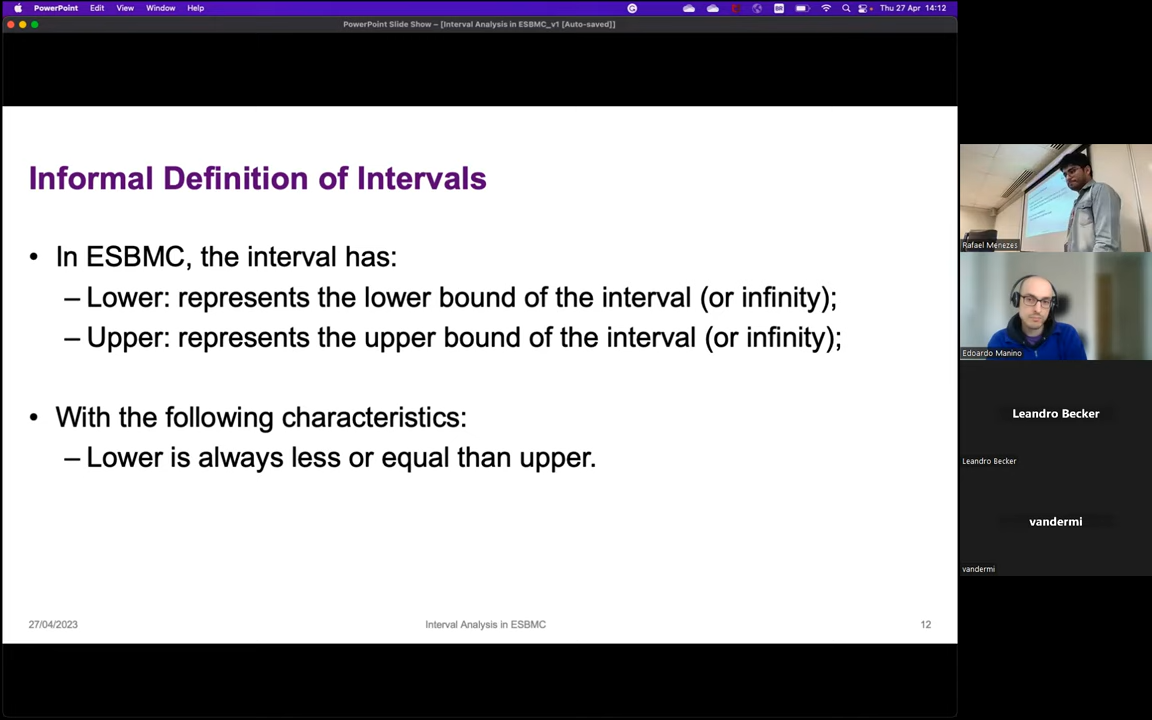 PowerPoint Edit View Window Help
BR Thu 27 Apr 14:12
PowerPoint Slide Show – [Interval Analysis in ESBMC_v1 [Auto-saved]]
Informal Definition of Intervals
• In ESBMC, the interval has:
– Lower: represents the lower bound of the interval (or infinity);
– Upper: represents the upper bound of the interval (or infinity);
• With the following characteristics:
– Lower is always less or equal than upper.
27/04/2023
Interval Analysis in ESBMC
12
Rafael Menezes
Edoardo Manino
Leandro Becker
Leandro Becker
vandermi
vandermi